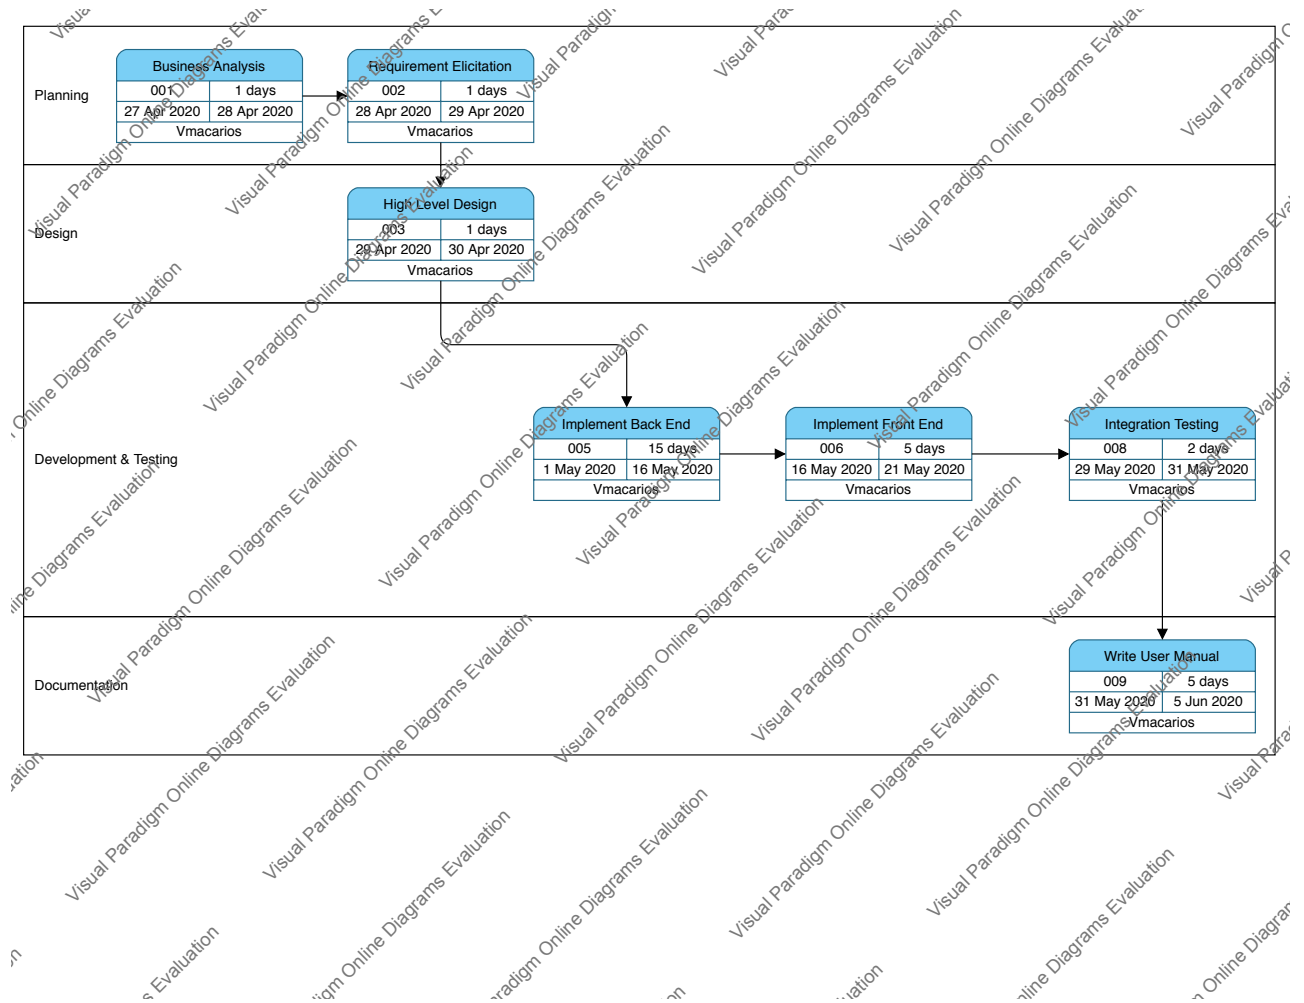 Planning
Business Analysis
001 1 days
27 Apr 2020 28 Apr 2020
Vmacarios
Requirement Elicitation
002 1 days
28 Apr 2020 29 Apr 2020
Vmacarios
Design
High Level Design
003 1 days
29 Apr 2020 30 Apr 2020
Vmacarios
Development & Testing
Implement Back End
005 15 days
1 May 2020 16 May 2020
Vmacarios
Implement Front End
006 5 days
16 May 2020 21 May 2020
Vmacarios
Integration Testing
008 2 days
29 May 2020 31 May 2020
Vmacarios
Documentation
Write User Manual
009 5 days
31 May 2020 5 Jun 2020
Vmacarios
Visual Paradigm Online Diagrams Evaluation